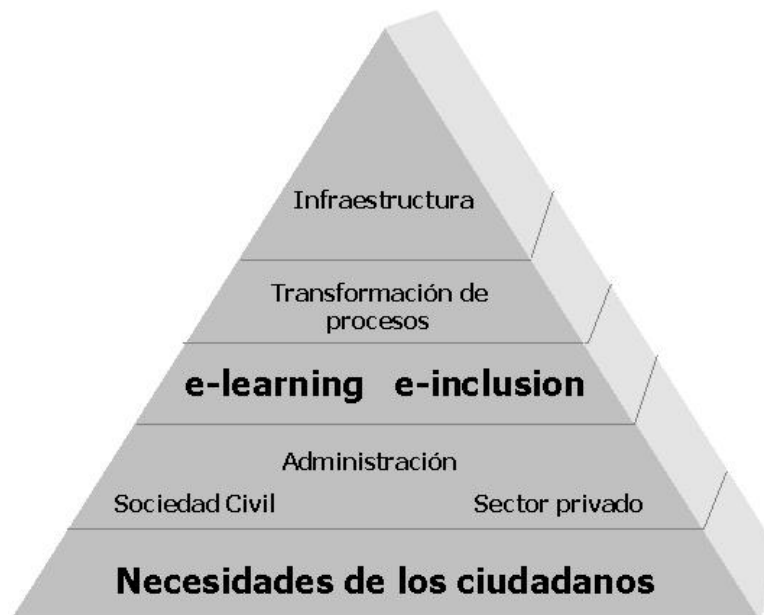 Infraestructura
Transformación de
procesos
e-learning e-inclusion
Administración
Sociedad Civil Sector privado
Necesidades de los ciudadanos